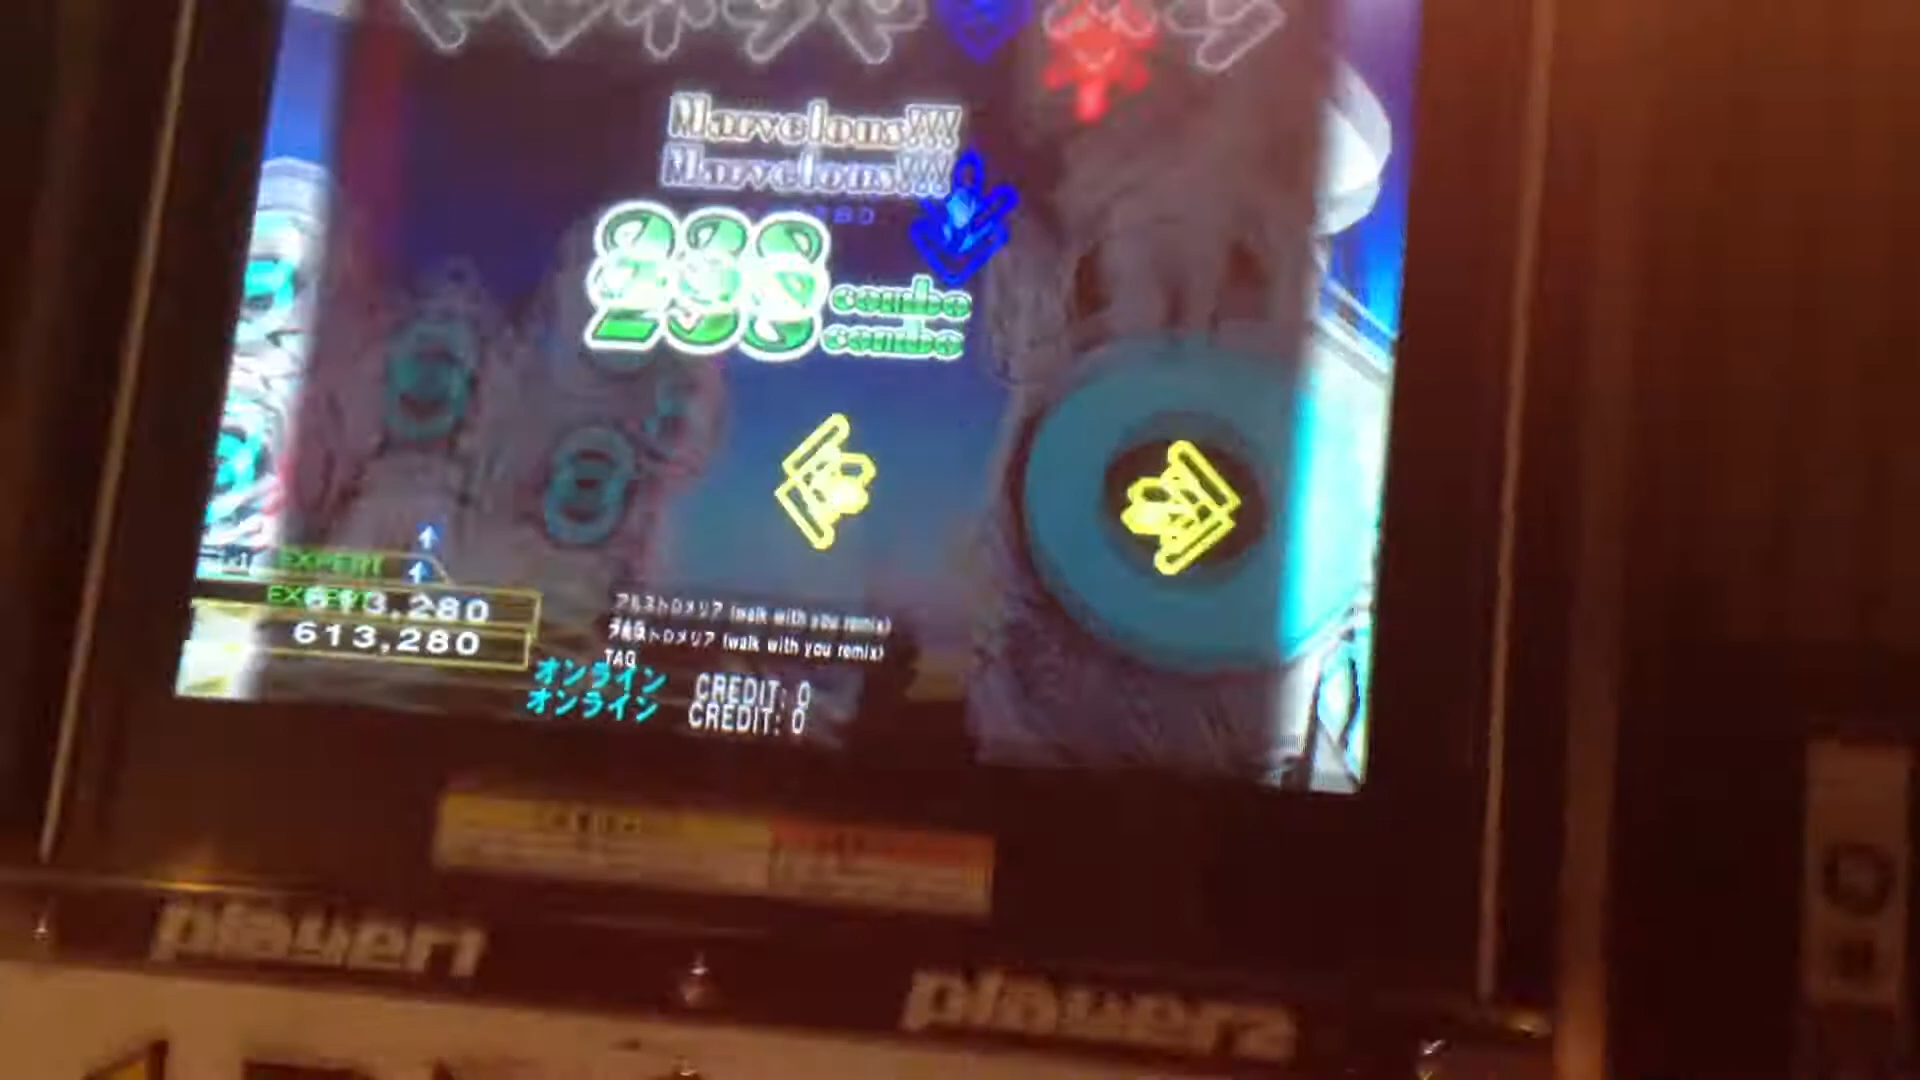 Marvelous!!!
Marvelous!!!
combo
combo
EXPERT
613,280
613,280
アルストロメリア (walk with you remix)
アルストロメリア (walk with you remix)
TAG
オンライン CREDIT: 0
オンライン CREDIT: 0
player1
player2